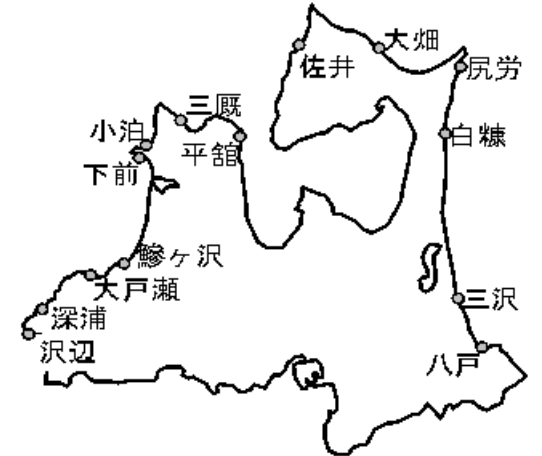 大畑
佐井
尻労
三厩
小泊
平舘
白糠
下前
鰺ヶ沢
大戸瀬
三沢
深浦
沢辺
八戸